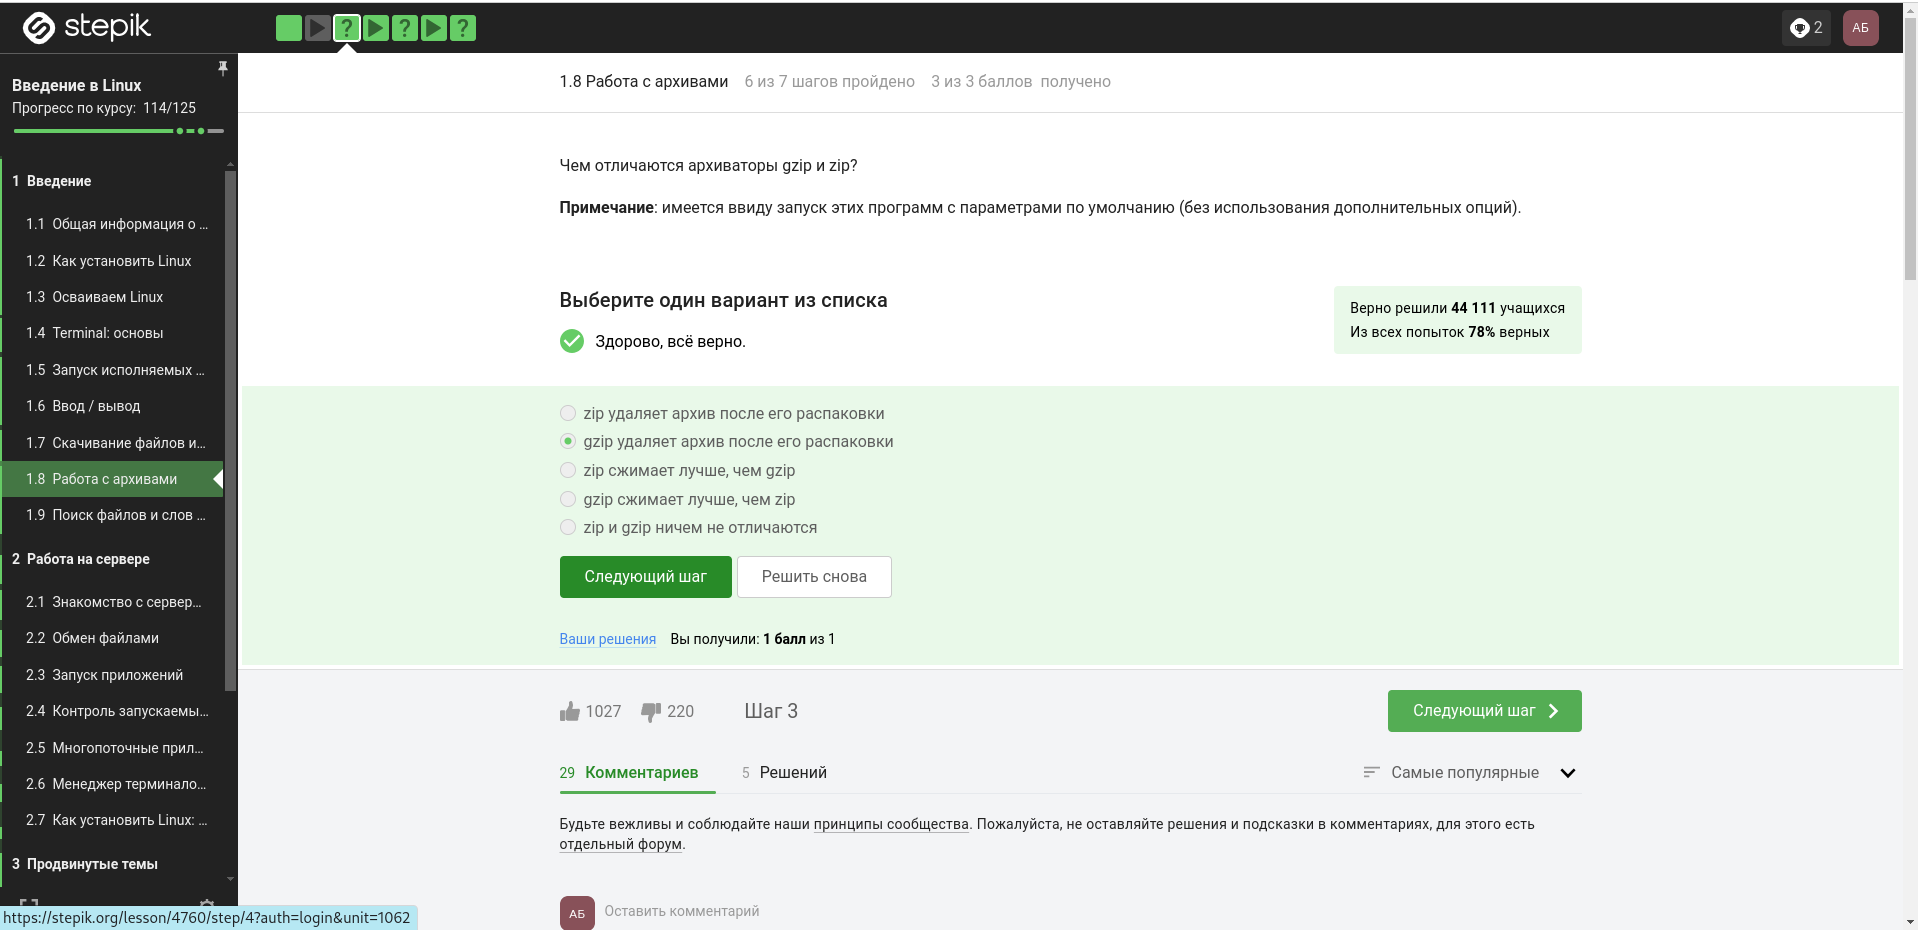 stepik
?
?
?
2
АБ
Введение в Linux
Прогресс по курсу: 114/125
1 Введение
1.1 Общая информация о ...
1.2 Как установить Linux
1.3 Осваиваем Linux
1.4 Terminal: основы
1.5 Запуск исполняемых ...
1.6 Ввод / вывод
1.7 Скачивание файлов и...
1.8 Работа с архивами
1.9 Поиск файлов и слов ...
2 Работа на сервере
2.1 Знакомство с сервер...
2.2 Обмен файлами
2.3 Запуск приложений
2.4 Контроль запускаемы...
2.5 Многопоточные прил...
2.6 Менеджер терминало...
2.7 Как установить Linux: ...
3 Продвинутые темы
https://stepik.org/lesson/4760/step/4?auth=login&unit=1062
1.8 Работа с архивами 6 из 7 шагов пройдено 3 из 3 баллов получено
Чем отличаются архиваторы gzip и zip?
Примечание: имеется ввиду запуск этих программ с параметрами по умолчанию (без использования дополнительных опций).
Выберите один вариант из списка
Здорово, всё верно.
Верно решили 44 111 учащихся
Из всех попыток 78% верных
zip удаляет архив после его распаковки
gzip удаляет архив после его распаковки
zip сжимает лучше, чем gzip
gzip сжимает лучше, чем zip
zip и gzip ничем не отличаются
Следующий шаг Решить снова
Ваши решения Вы получили: 1 балл из 1
1027 220 Шаг 3 Следующий шаг
29 Комментариев 5 Решений Самые популярные
Будьте вежливы и соблюдайте наши принципы сообщества. Пожалуйста, не оставляйте решения и подсказки в комментариях, для этого есть
отдельный форум.
АБ Оставить комментарий